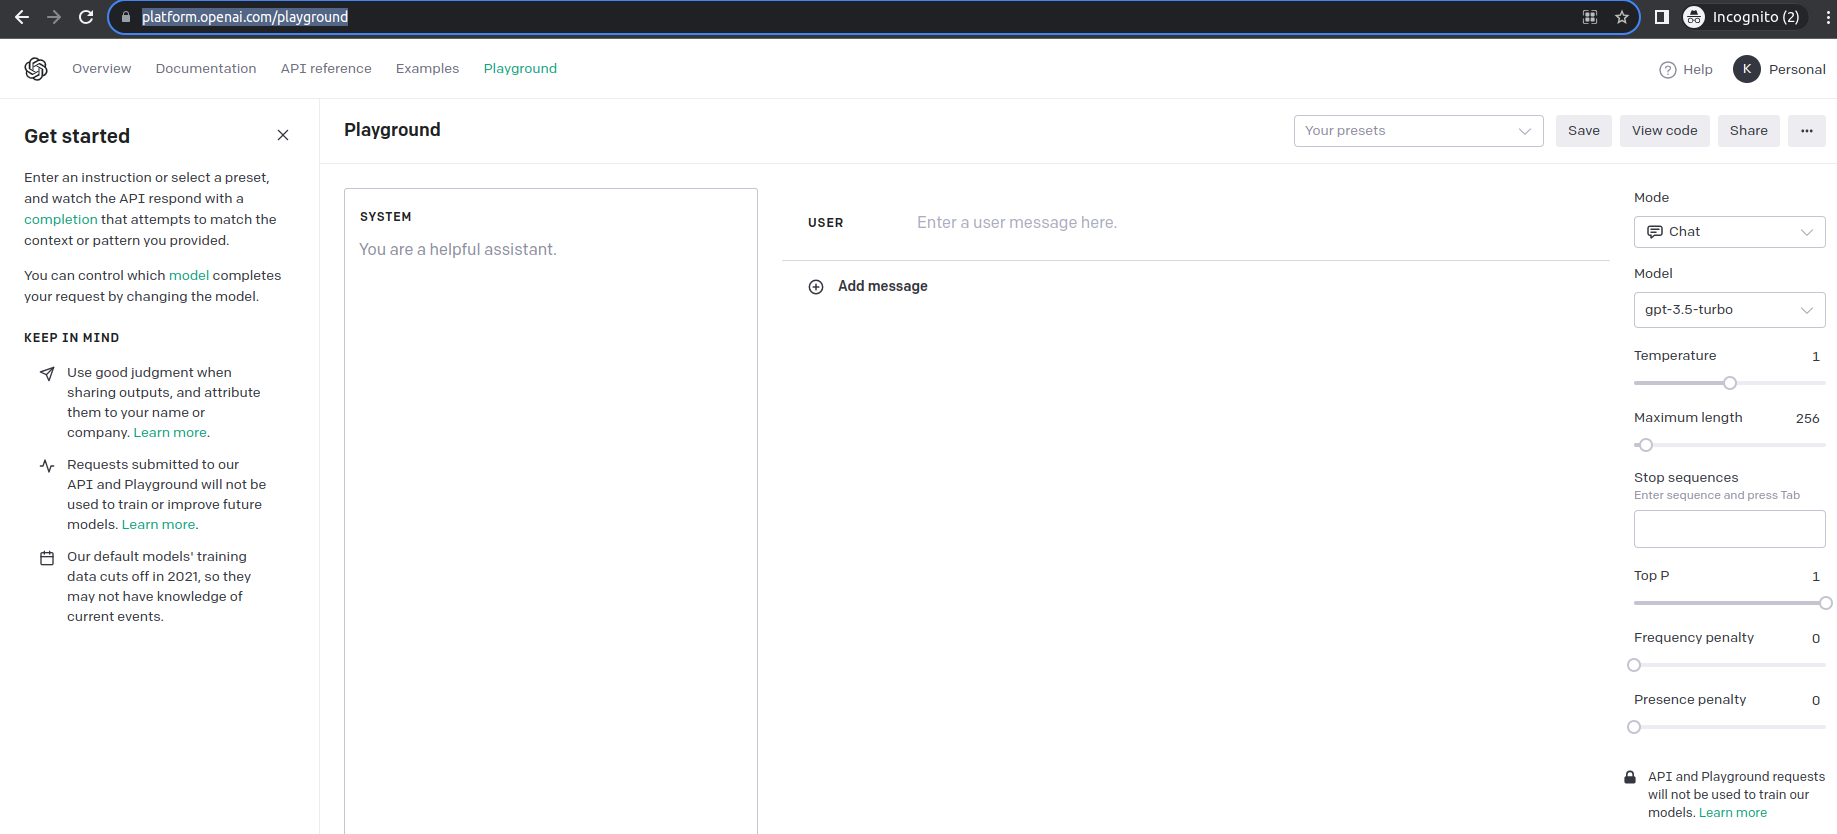 platform.openai.com/playground
Incognito (2)
Overview Documentation API reference Examples Playground
Help K Personal
Get started
Enter an instruction or select a preset,
and watch the API respond with a
completion that attempts to match the
context or pattern you provided.
You can control which model completes
your request by changing the model.
KEEP IN MIND
Use good judgment when
sharing outputs, and attribute
them to your name or
company. Learn more.
Requests submitted to our
API and Playground will not be
used to train or improve future
models. Learn more.
Our default models' training
data cuts off in 2021, so they
may not have knowledge of
current events.
Playground
Your presets Save View code Share ...
SYSTEM
You are a helpful assistant.
USER Enter a user message here.
Add message
Mode
Chat
Model
gpt-3.5-turbo
Temperature 1
Maximum length 256
Stop sequences
Enter sequence and press Tab
Top P 1
Frequency penalty 0
Presence penalty 0
API and Playground requests
will not be used to train our
models. Learn more